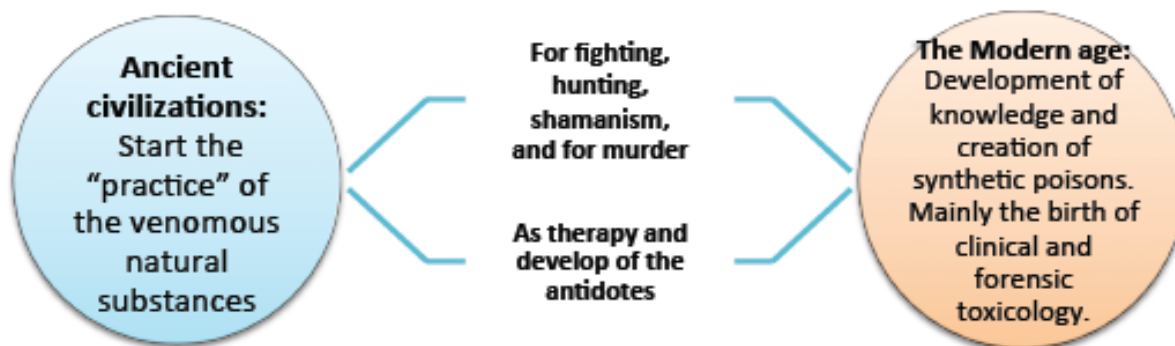 Ancient
civilizations:
Start the
“practice” of
the venomous
natural
substances
For fighting,
hunting,
shamanism,
and for murder
As therapy and
develop of the
antidotes
The Modern age:
Development of
knowledge and
creation of
synthetic poisons.
Mainly the birth of
clinical and
forensic
toxicology.